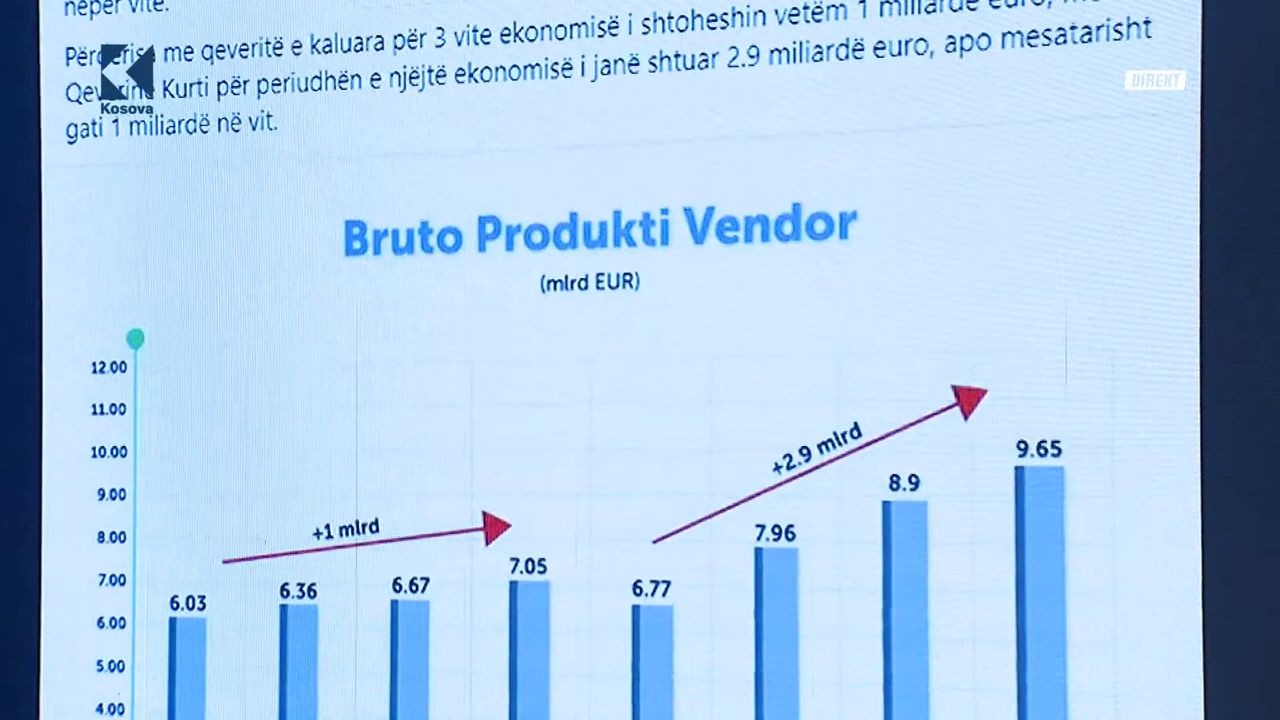 nëpër vite.
me qeveritë e kaluara për 3 vite ekonomisë i shtoheshin vetëm 1 miliardë euro,
Kurti për periudhën e njëjtë ekonomisë i janë shtuar 2.9 miliardë euro, apo mesatarisht
gati 1 miliardë në vit.
Kosova
DIREKT
Bruto Produkti Vendor
(mlrd EUR)
12.00
11.00
10.00
9.00
8.00
7.00
6.00
5.00
4.00
+1 mlrd
+2.9 mlrd
6.03
6.36
6.67
7.05
6.77
7.96
8.9
9.65